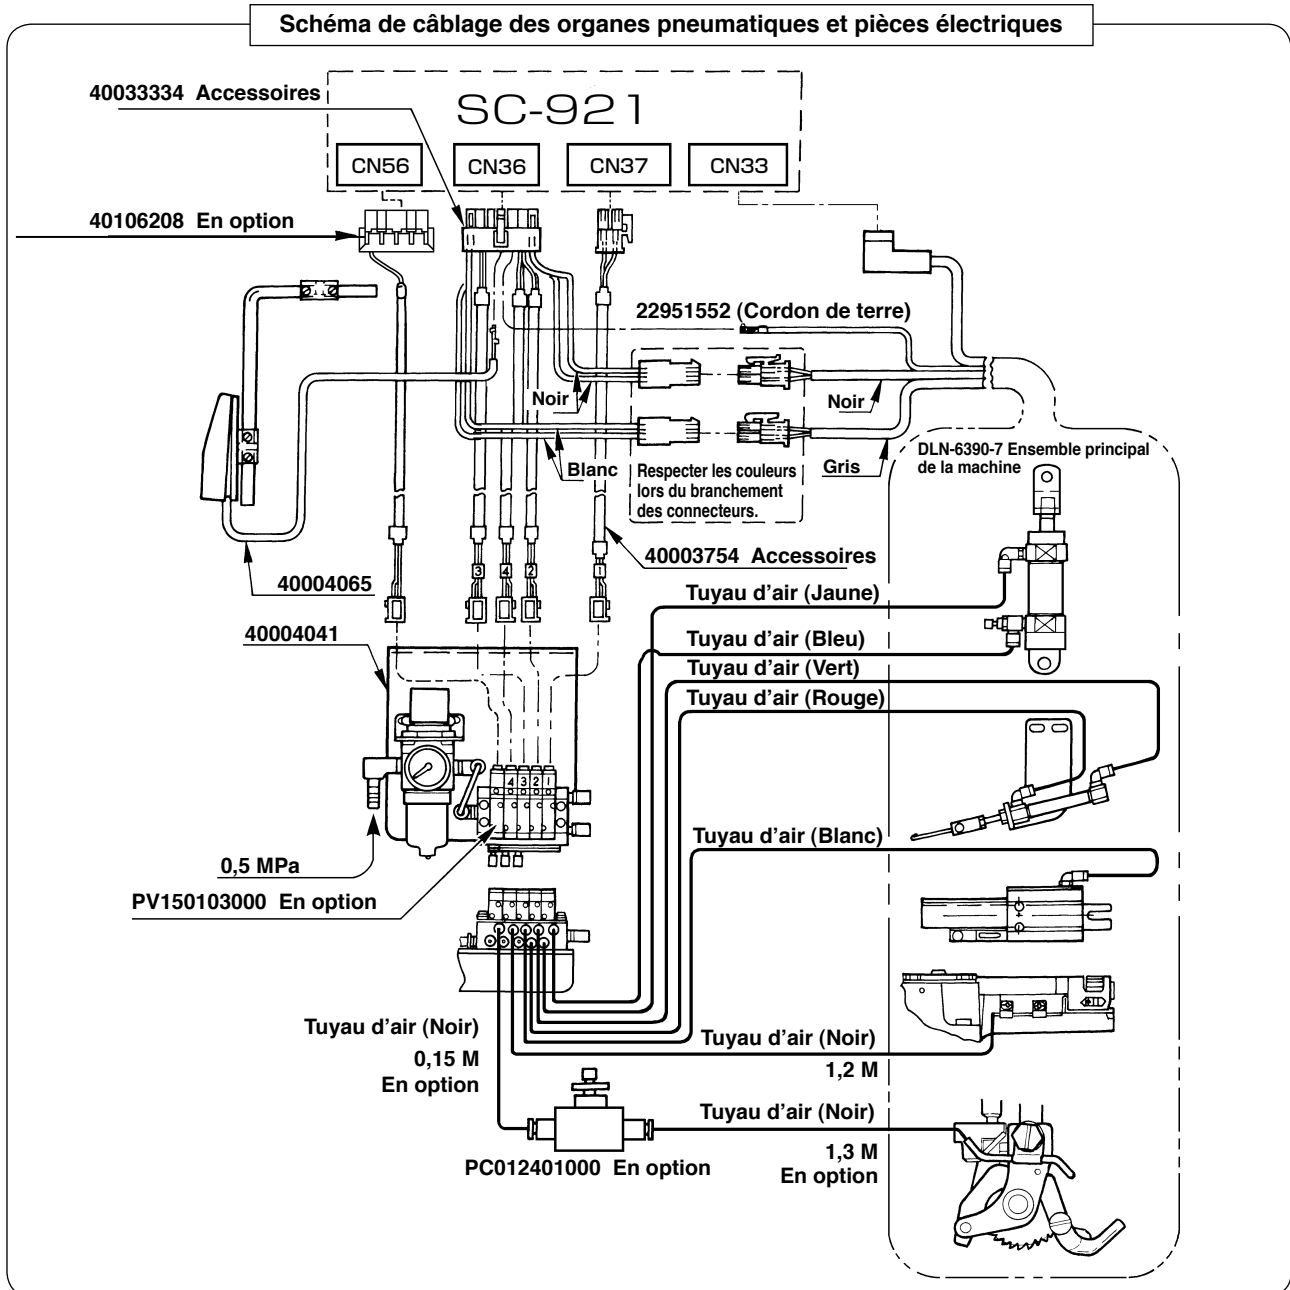 Schéma de câblage des organes pneumatiques et pièces électriques
40033334 Accessoires
SC-921
CN56
CN36
CN37
CN33
40106208 En option
22951552 (Cordon de terre)
Noir
Noir
Blanc
Respecter les couleurs
lors du branchement
des connecteurs.
Gris
DLN-6390-7 Ensemble principal
de la machine
40003754 Accessoires
3
4
2
1
40004065
Tuyau d’air (Jaune)
40004041
Tuyau d’air (Bleu)
Tuyau d’air (Vert)
Tuyau d’air (Rouge)
4
3
2
1
Tuyau d’air (Blanc)
0,5 MPa
PV150103000 En option
Tuyau d’air (Noir)
0,15 M
En option
Tuyau d’air (Noir)
1,2 M
Tuyau d’air (Noir)
1,3 M
En option
PC012401000 En option